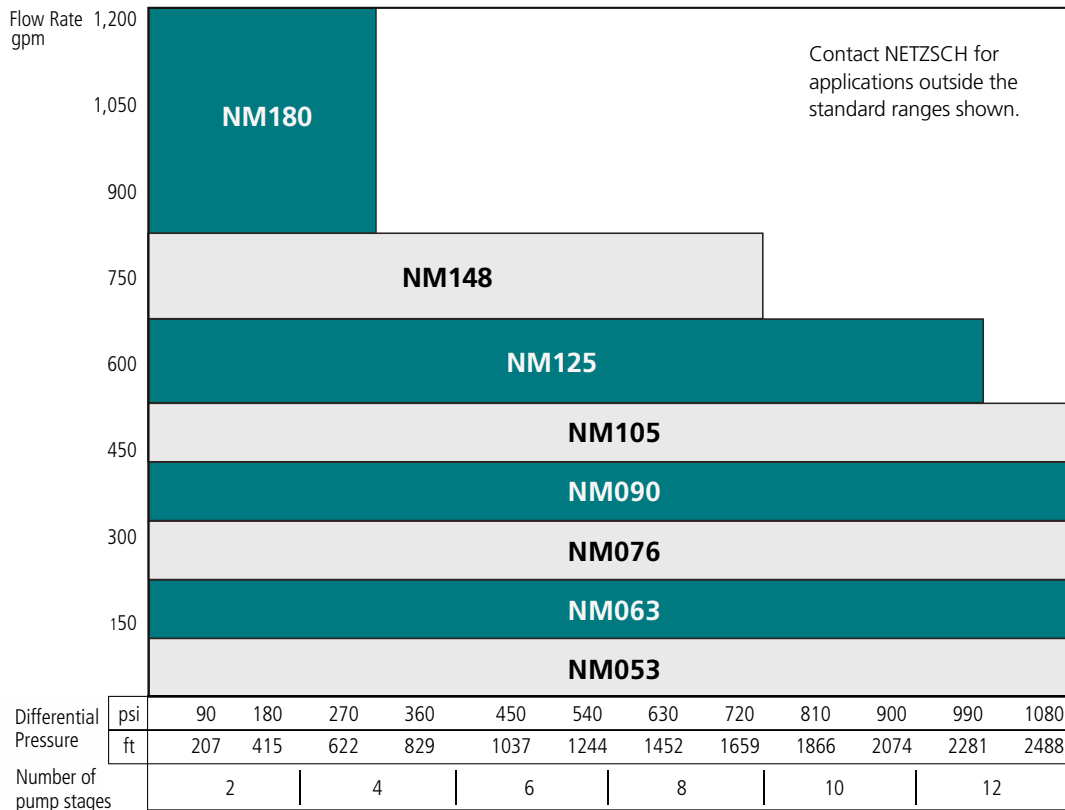 Flow Rate 1,200
gpm
Contact NETZSCH for
applications outside the
standard ranges shown.
1,050
NM180
900
750
NM148
600
NM125
450
NM105
NM090
300
NM076
150
NM063
NM053
Differential
Pressure
psi 90 180 270 360 450 540 630 720 810 900 990 1080
ft 207 415 622 829 1037 1244 1452 1659 1866 2074 2281 2488
Number of
pump stages
2 4 6 8 10 12